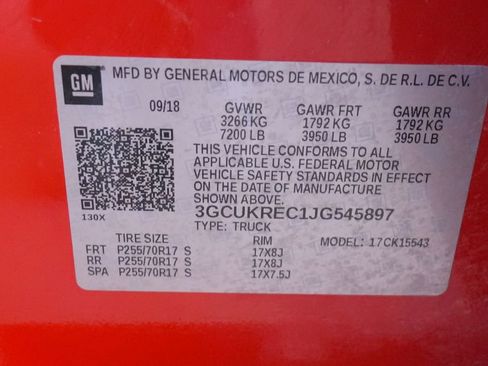 GM
MFD BY GENERAL MOTORS DE MEXICO, S. DE R.L. DE C.V.
09/18 GVWR GAWR FRT GAWR RR
3266 KG 1792 KG 1792 KG
7200 LB 3950 LB 3950 LB
THIS VEHICLE CONFORMS TO ALL
APPLICABLE U.S. FEDERAL MOTOR
VEHICLE SAFETY STANDARDS IN
EFFECT ON THE DATE OF MFG.
SHOWN ABOVE.
3GCUKREC1JG545897
130X TYPE: TRUCK
TIRE SIZE RIM MODEL: 17CK15543
FRT P255/70R17 S 17X8J
RR P255/70R17 S 17X8J
SPA P255/70R17 S 17X7.5J